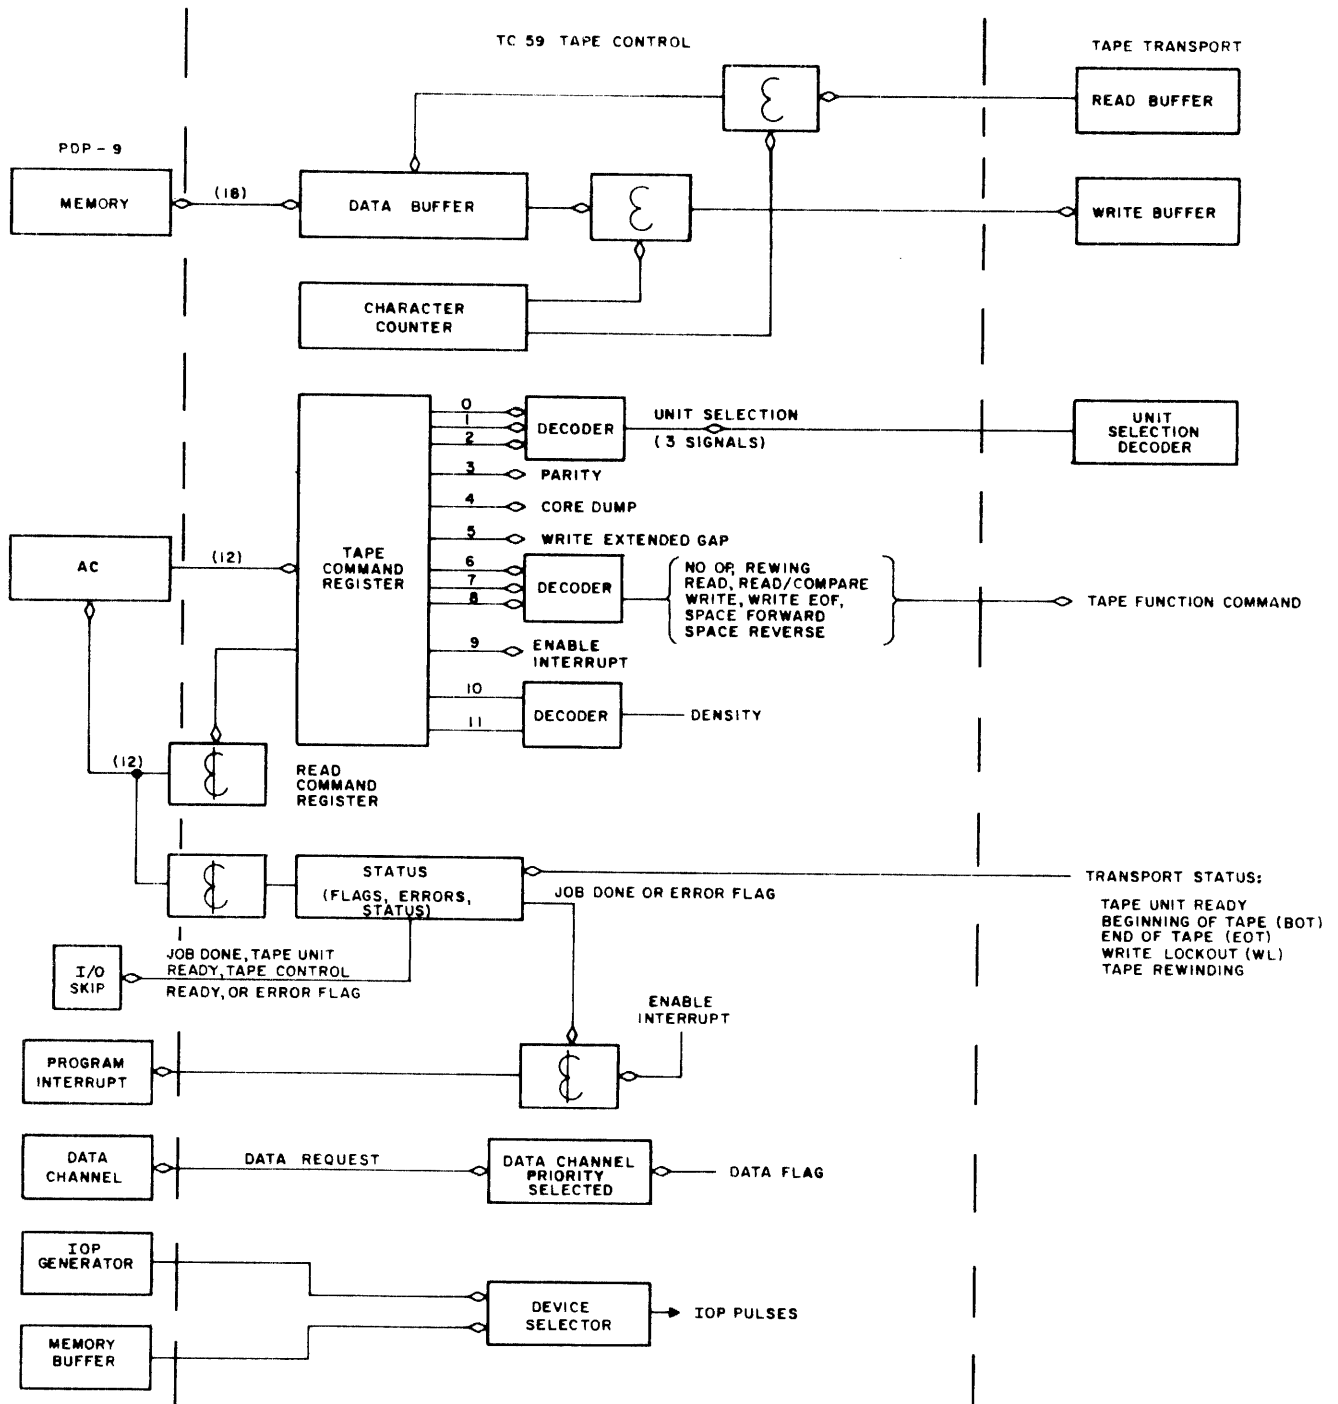 TC 59 TAPE CONTROL
TAPE TRANSPORT
READ BUFFER
PDP - 9
MEMORY
(18)
DATA BUFFER
WRITE BUFFER
CHARACTER
COUNTER
0
1
2
DECODER
UNIT SELECTION
(3 SIGNALS)
UNIT
SELECTION
DECODER
3
PARITY
4
CORE DUMP
5
WRITE EXTENDED GAP
AC
(12)
TAPE
COMMAND
REGISTER
6
7
8
DECODER
NO OP, REWING
READ, READ/COMPARE
WRITE, WRITE EOF,
SPACE FORWARD
SPACE REVERSE
TAPE FUNCTION COMMAND
9
ENABLE
INTERRUPT
10
11
DECODER
DENSITY
(12)
READ
COMMAND
REGISTER
STATUS
(FLAGS, ERRORS,
STATUS)
JOB DONE OR ERROR FLAG
TRANSPORT STATUS:
TAPE UNIT READY
BEGINNING OF TAPE (BOT)
END OF TAPE (EOT)
WRITE LOCKOUT (WL)
TAPE REWINDING
I/O
SKIP
JOB DONE, TAPE UNIT
READY, TAPE CONTROL
READY, OR ERROR FLAG
ENABLE
INTERRUPT
PROGRAM
INTERRUPT
DATA
CHANNEL
DATA REQUEST
DATA CHANNEL
PRIORITY
SELECTED
DATA FLAG
IOP
GENERATOR
DEVICE
SELECTOR
IOP PULSES
MEMORY
BUFFER